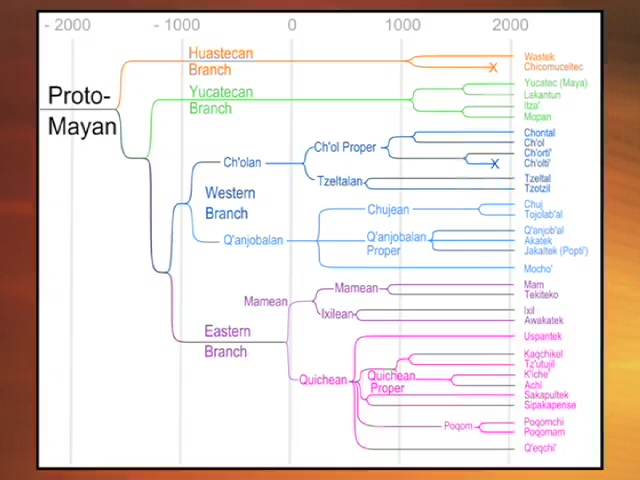 - 2000 - 1000 0 1000 2000
Huastecan
Branch
Wastek
Chicomuceltec
Proto-
Mayan
Yucatecan
Branch
Yucatec (Maya)
Lakantun
Itza'
Mopan
Ch'olan
Ch'ol Proper
Chontal
Ch'ol
Ch'orti'
Ch'olti'
Tzeltalan
Tzeltal
Tzotzil
Western
Branch
Chujean
Chuj
Tojolab'al
Q'anjobalan
Q'anjobalan
Proper
Q'anjob'al
Akatek
Jakaltek (Popti')
Mocho'
Mamean
Mamean
Mam
Tekiteko
Ixilean
Ixil
Awakatek
Eastern
Branch
Uspantek
Quichean
Quichean
Proper
Kaqchikel
Tz'utujil
K'iche'
Achi
Sakapultek
Sipakapense
Poqom
Poqomchi
Poqomam
Q'eqchi'